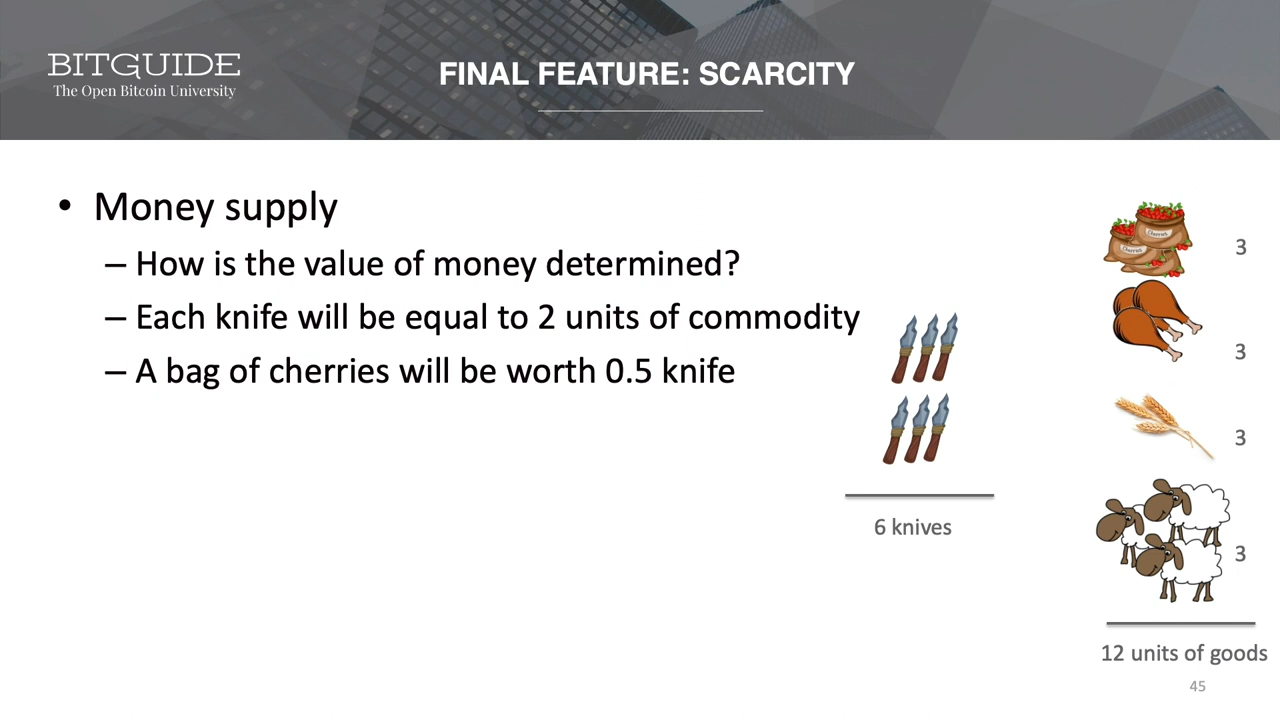 BITGUIDE
The Open Bitcoin University
FINAL FEATURE: SCARCITY
• Money supply
– How is the value of money determined?
– Each knife will be equal to 2 units of commodity
– A bag of cherries will be worth 0.5 knife
6 knives
Cherries
Cherries
3
3
3
3
12 units of goods
45